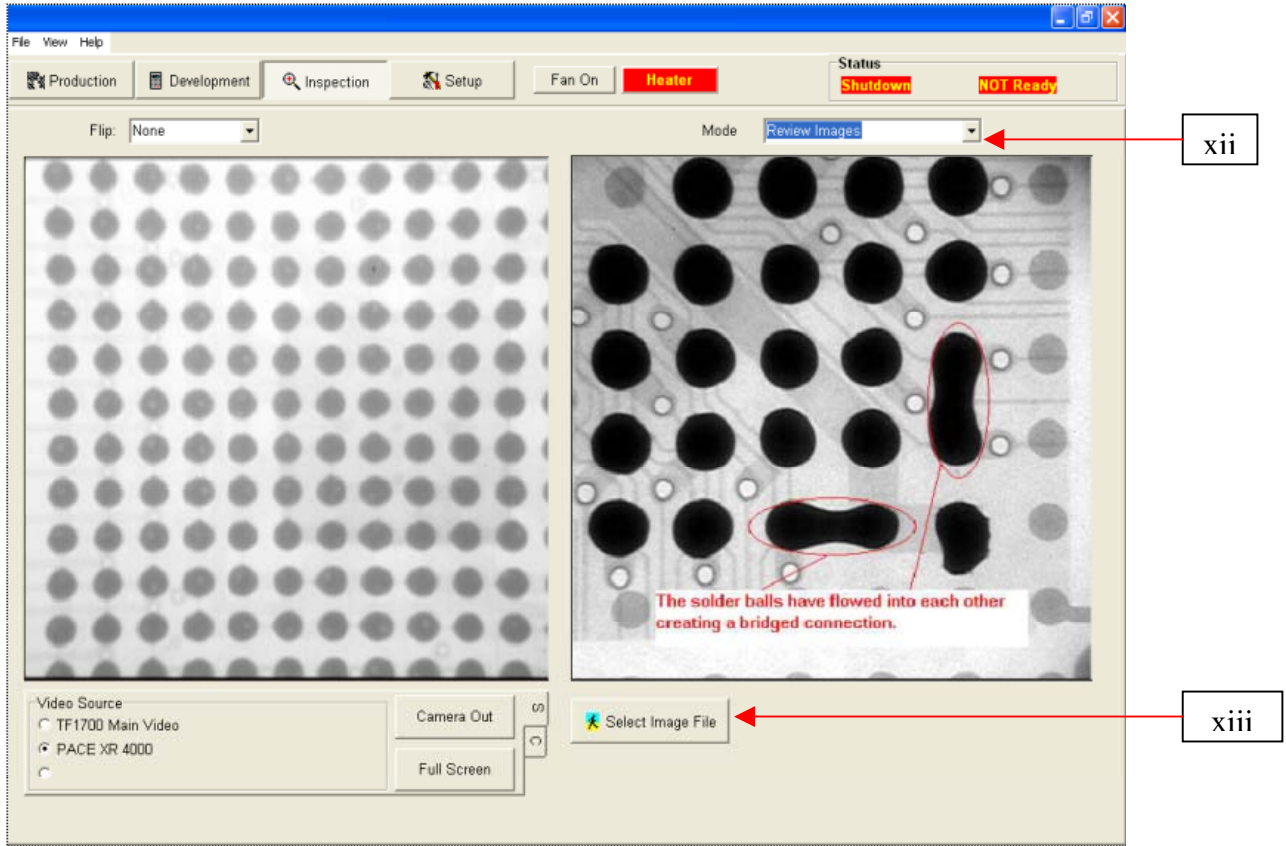 File View Help
Production Development Inspection Setup Fan On Heater Status
Shutdown NOT Ready
Flip: None Mode Review Images
xii
The solder balls have flowed into each other
creating a bridged connection.
Video Source
TF1700 Main Video
PACE XR 4000
Camera Out
Full Screen
S
C
Select Image File
xiii